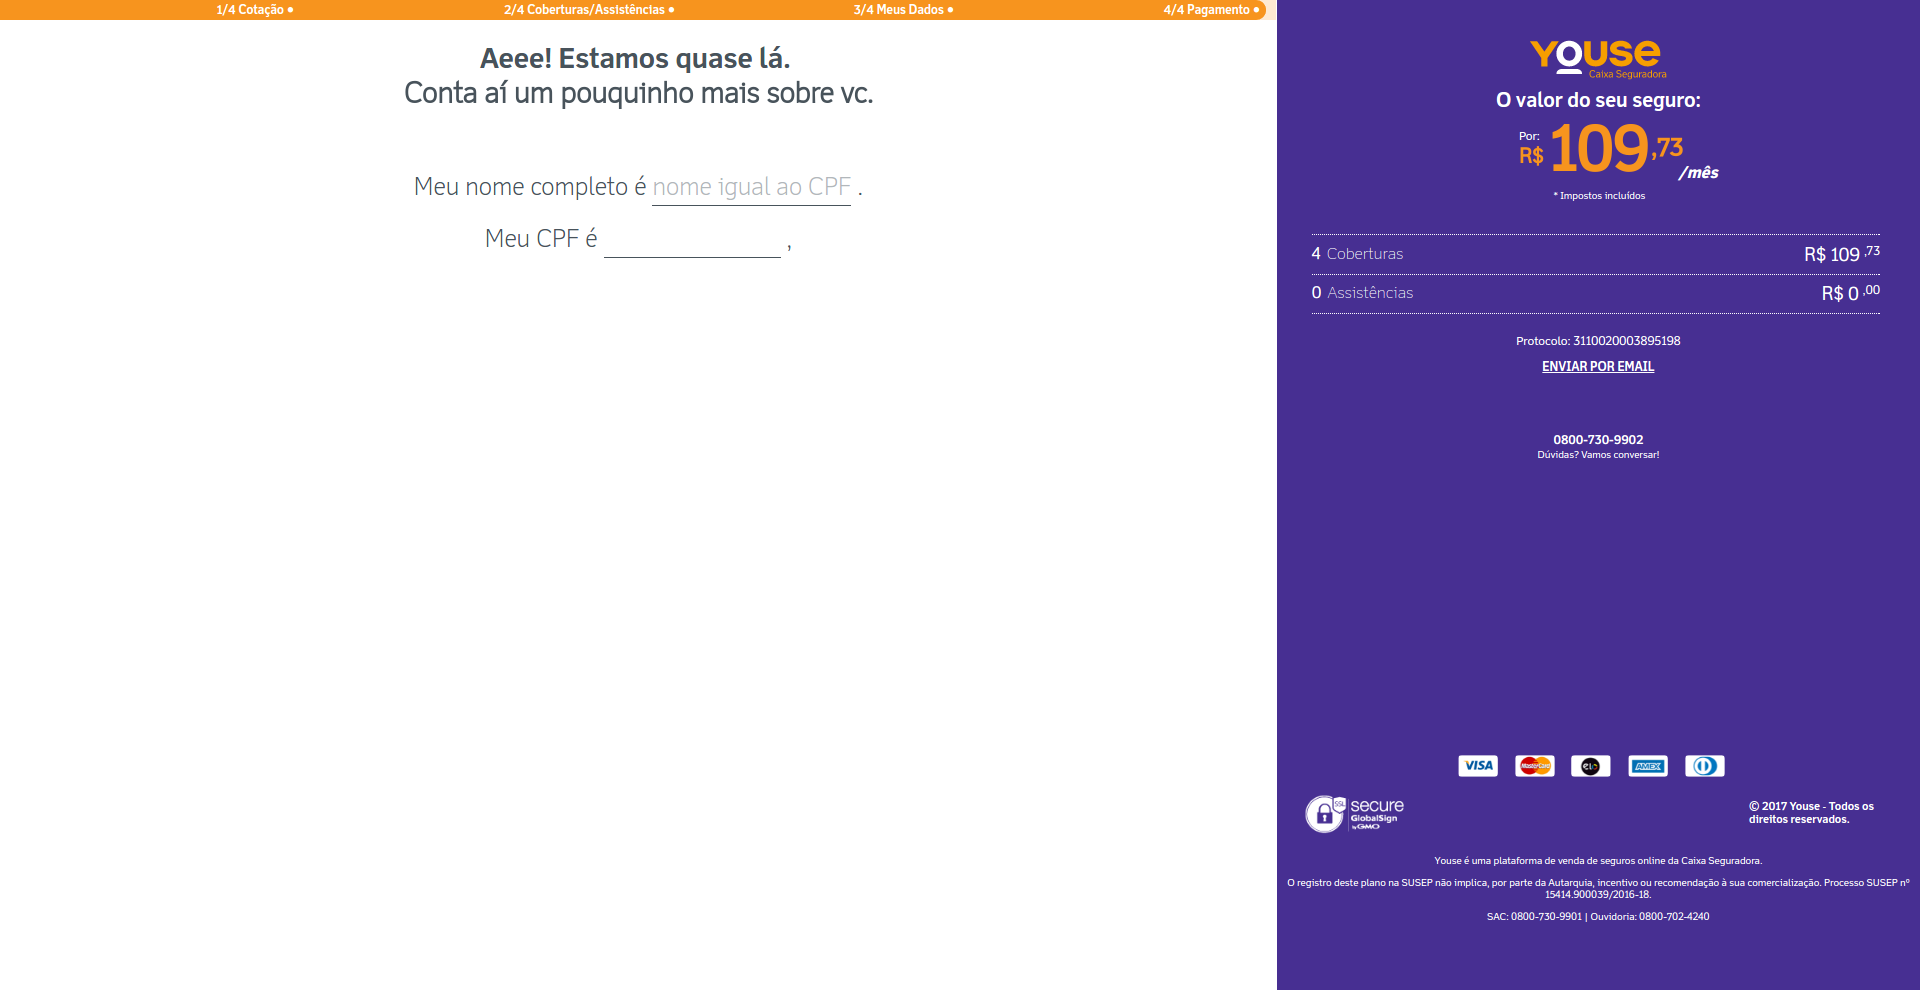 1/4 Cotação •
2/4 Coberturas/Assistências •
3/4 Meus Dados •
4/4 Pagamento •
Aeee! Estamos quase lá.
Conta aí um pouquinho mais sobre vc.
Meu nome completo é nome igual ao CPF .
Meu CPF é ,
Youse
Caixa Seguradora
O valor do seu seguro:
Por:
R$ 109,73
/mês
* Impostos incluídos
4 Coberturas R$ 109 ,73
0 Assistências R$ 0 ,00
Protocolo: 3110020003895198
ENVIAR POR EMAIL
0800-730-9902
Dúvidas? Vamos conversar!
VISA
MasterCard
elo
AMEX
SSL
secure
GlobalSign
by GMO
© 2017 Youse - Todos os
direitos reservados.
Youse é uma plataforma de venda de seguros online da Caixa Seguradora.
O registro deste plano na SUSEP não implica, por parte da Autarquia, incentivo ou recomendação à sua comercialização. Processo SUSEP nº
15414.900039/2016-18.
SAC: 0800-730-9901 | Ouvidoria: 0800-702-4240